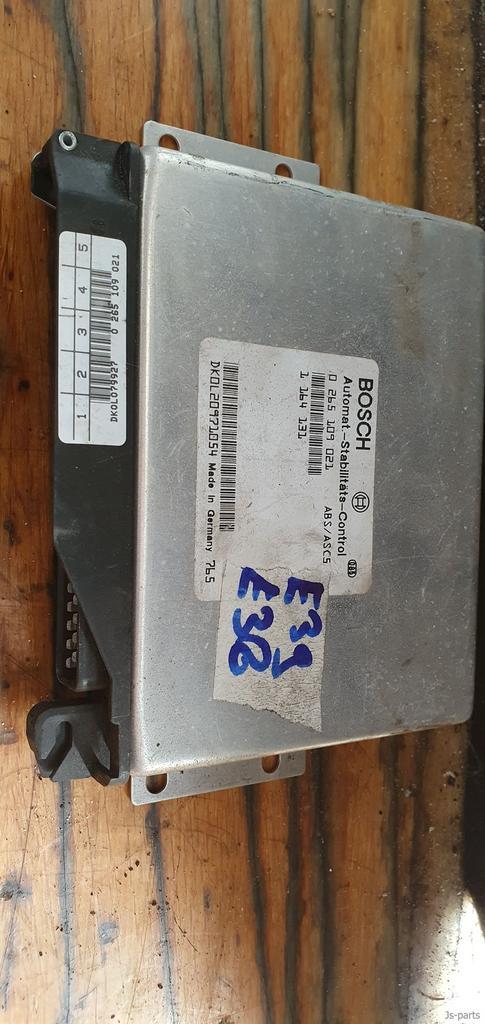 BOSCH
Automat.-Stabilitäts-Control
0 265 109 021 ABS/ASC5
1 164 131
DKOL20971054 Made in Germany 765
E39
E38
1 2 3 4 5
DKOL079927 0 265 109 021
Js-parts